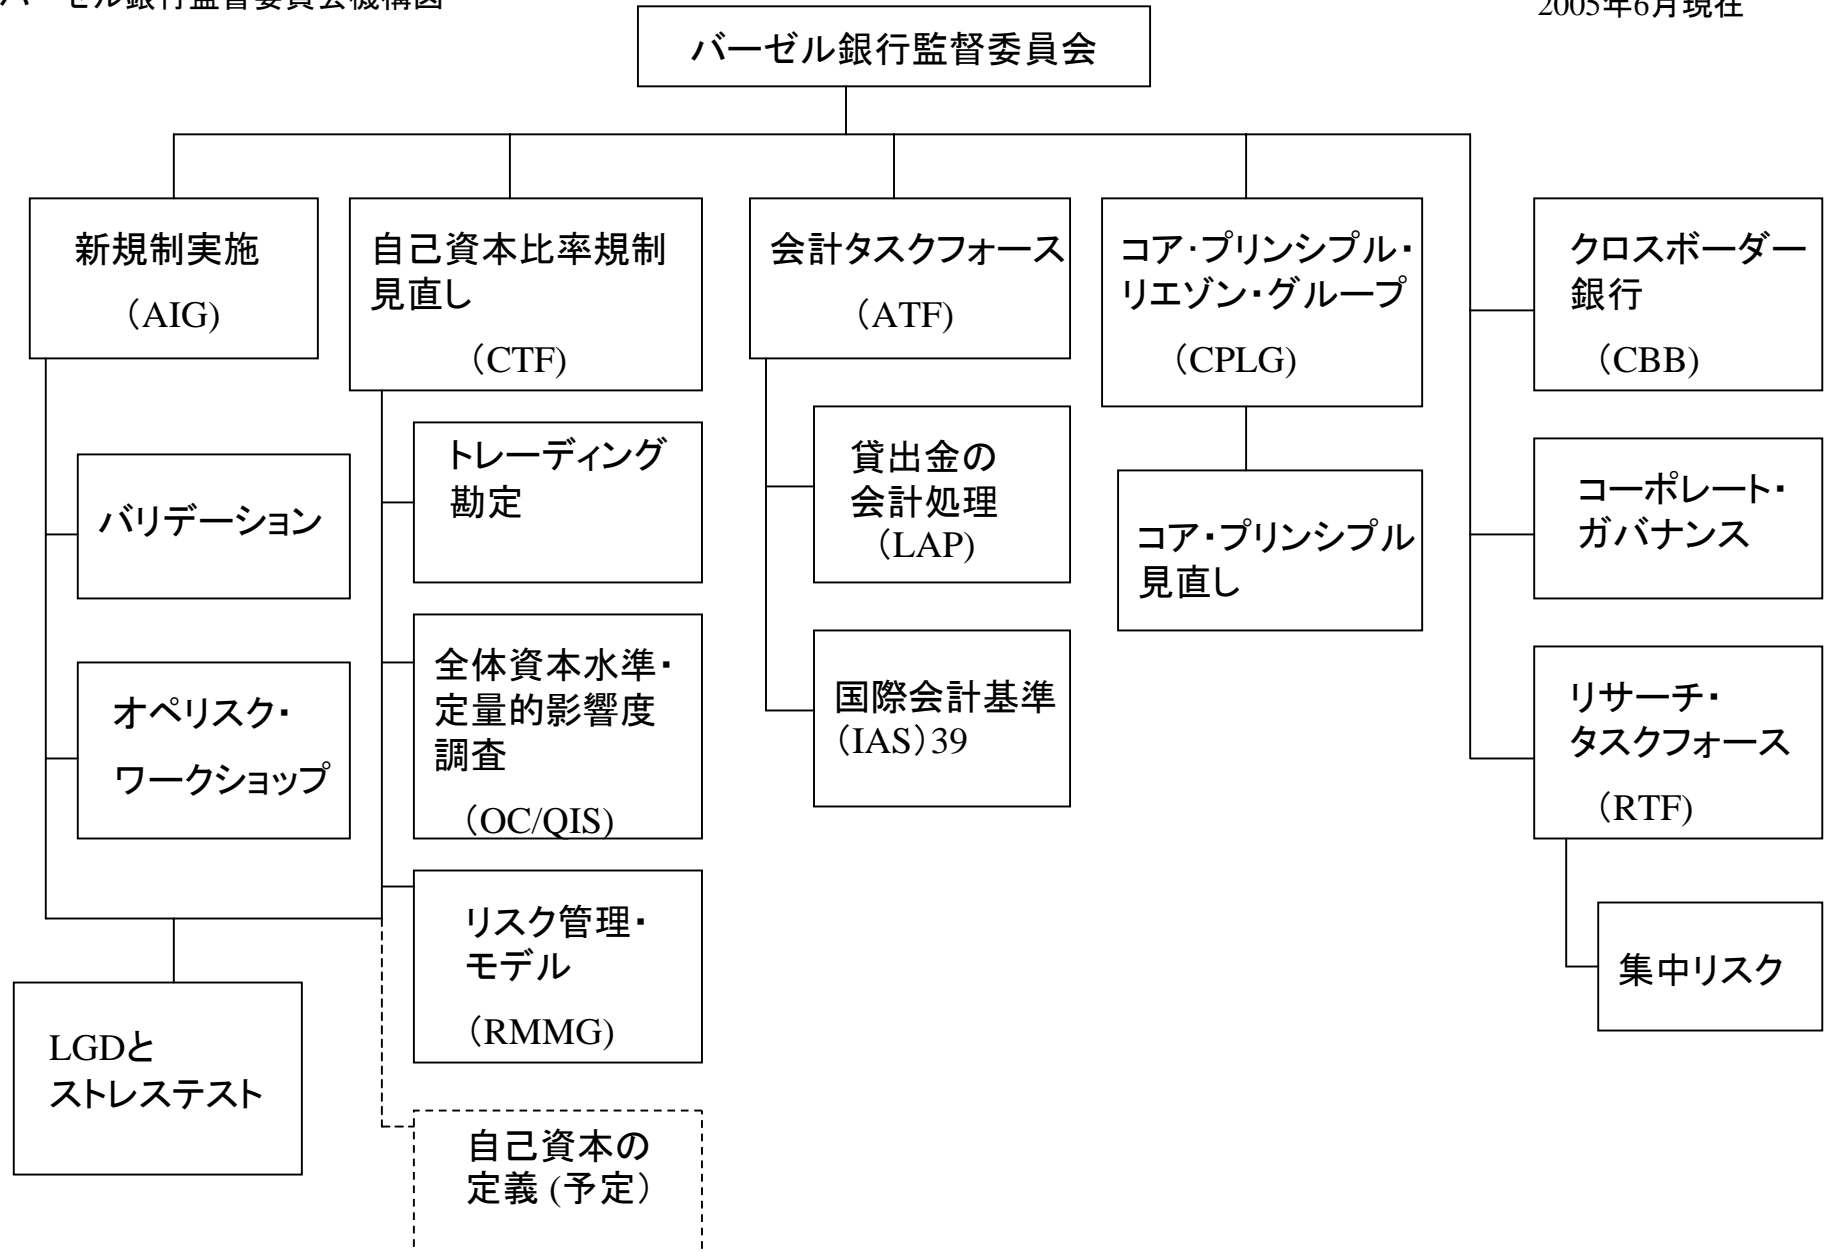 バーゼル銀行監督委員会機構図
2005年6月現在
バーゼル銀行監督委員会
新規制実施
（AIG)
自己資本比率規制
見直し
（CTF)
会計タスクフォース
（ATF)
コア・プリンシプル・
リエゾン・グループ
（CPLG)
クロスボーダー
銀行
（CBB)
バリデーション
オペリスク・
ワークショップ
LGDと
ストレステスト
トレーディング
勘定
全体資本水準・
定量的影響度
調査
（OC/QIS)
リスク管理・
モデル
（RMMG)
自己資本の
定義 (予定）
貸出金の
会計処理
（LAP)
国際会計基準
（IAS）39
コア・プリンシプル
見直し
コーポレート・
ガバナンス
リサーチ・
タスクフォース
（RTF)
集中リスク